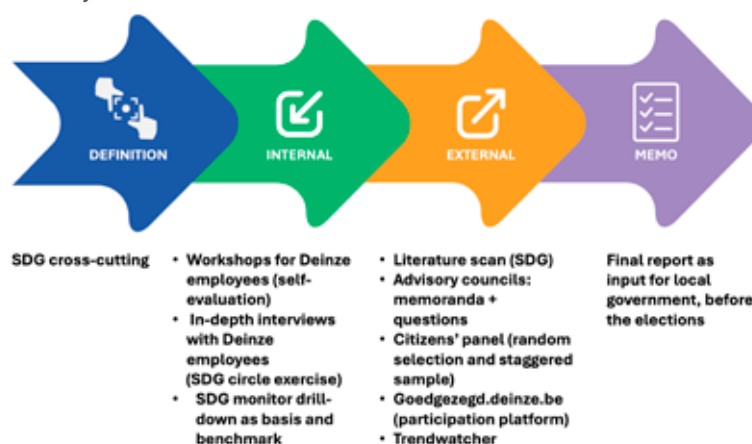 DEFINITION
INTERNAL
EXTERNAL
MEMO
SDG cross-cutting
• Workshops for Deinze
employees (self-
evaluation)
• In-depth interviews
with Deinze
employees
(SDG circle exercise)
• SDG monitor drill-
down as basis and
benchmark
• Literature scan (SDG)
• Advisory councils:
memoranda +
questions
• Citizens' panel (random
selection and staggered
sample)
• Goedgezegd.deinze.be
(participation platform)
• Trendwatcher
Final report as
input for local
government, before
the elections